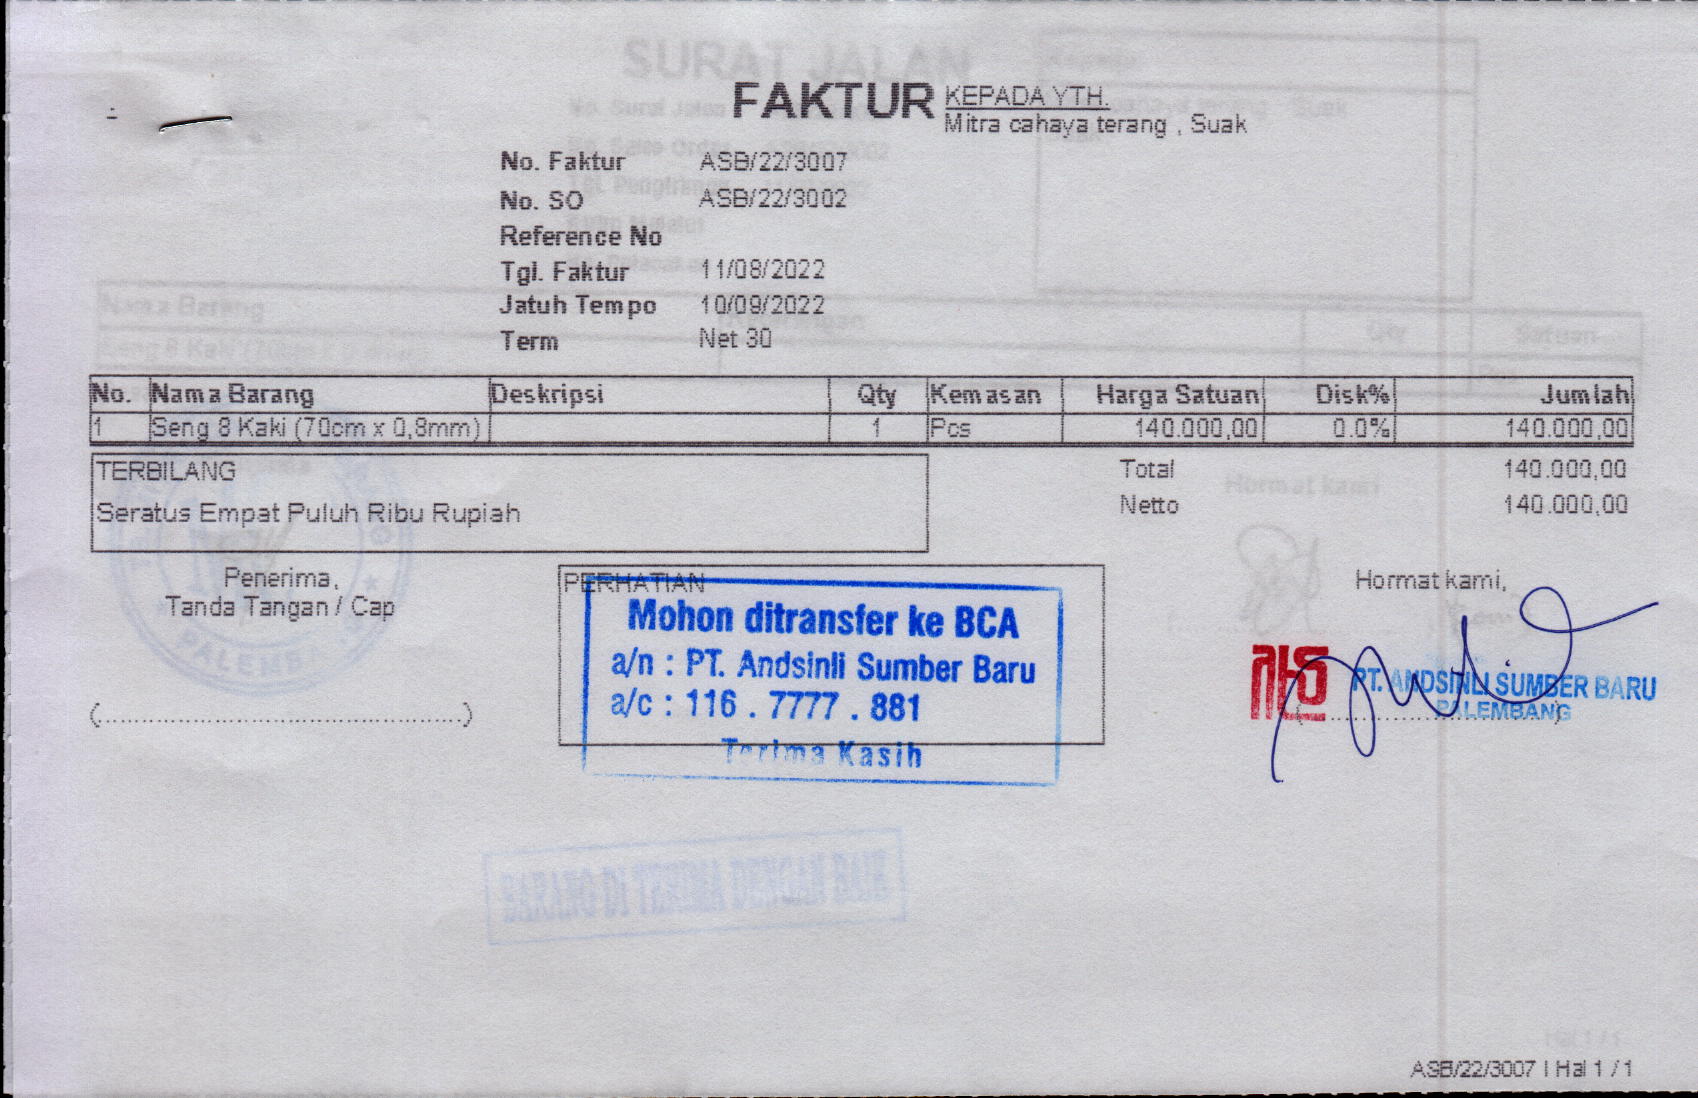 SURAT JALAN
FAKTUR
KEPADA YTH.
Mitra cahaya terang , Suak
No. Faktur ASB/22/3007
No. SO ASB/22/3002
Reference No
Tgl. Faktur 11/08/2022
Jatuh Tempo 10/09/2022
Term Net 30
No. Nama Barang Deskripsi Qty Kemasan Harga Satuan Disk% Jumlah
1 Seng 8 Kaki (70cm x 0,8mm) 1 Pcs 140.000,00 0.0% 140.000,00
TERBILANG
Seratus Empat Puluh Ribu Rupiah
Total 140.000,00
Netto 140.000,00
Penerima,
Tanda Tangan / Cap
(............................................)
PERHATIAN
Mohon ditransfer ke BCA
a/n : PT. Andsinli Sumber Baru
a/c : 116 . 7777 . 881
Terima Kasih
Hormat kami,
PT. ANDSINLI SUMBER BARU
PALEMBANG
BARANG DI TERIMA DENGAN BAIK
ASB/22/3007 | Hal 1 / 1